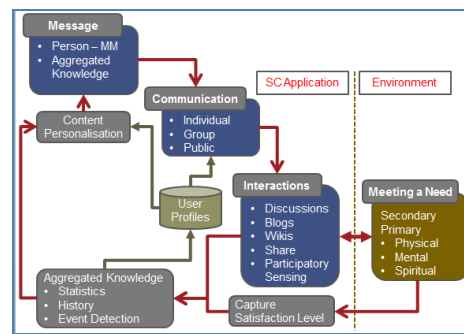 Message
• Person – MM
• Aggregated
Knowledge
SC Application
Environment
Communication
• Individual
• Group
• Public
Content
Personalisation
User
Profiles
Interactions
• Discussions
• Blogs
• Wikis
• Share
• Participatory
Sensing
Meeting a Need
Secondary
Primary
• Physical
• Mental
• Spiritual
Aggregated Knowledge
• Statistics
• History
• Event Detection
Capture
Satisfaction Level